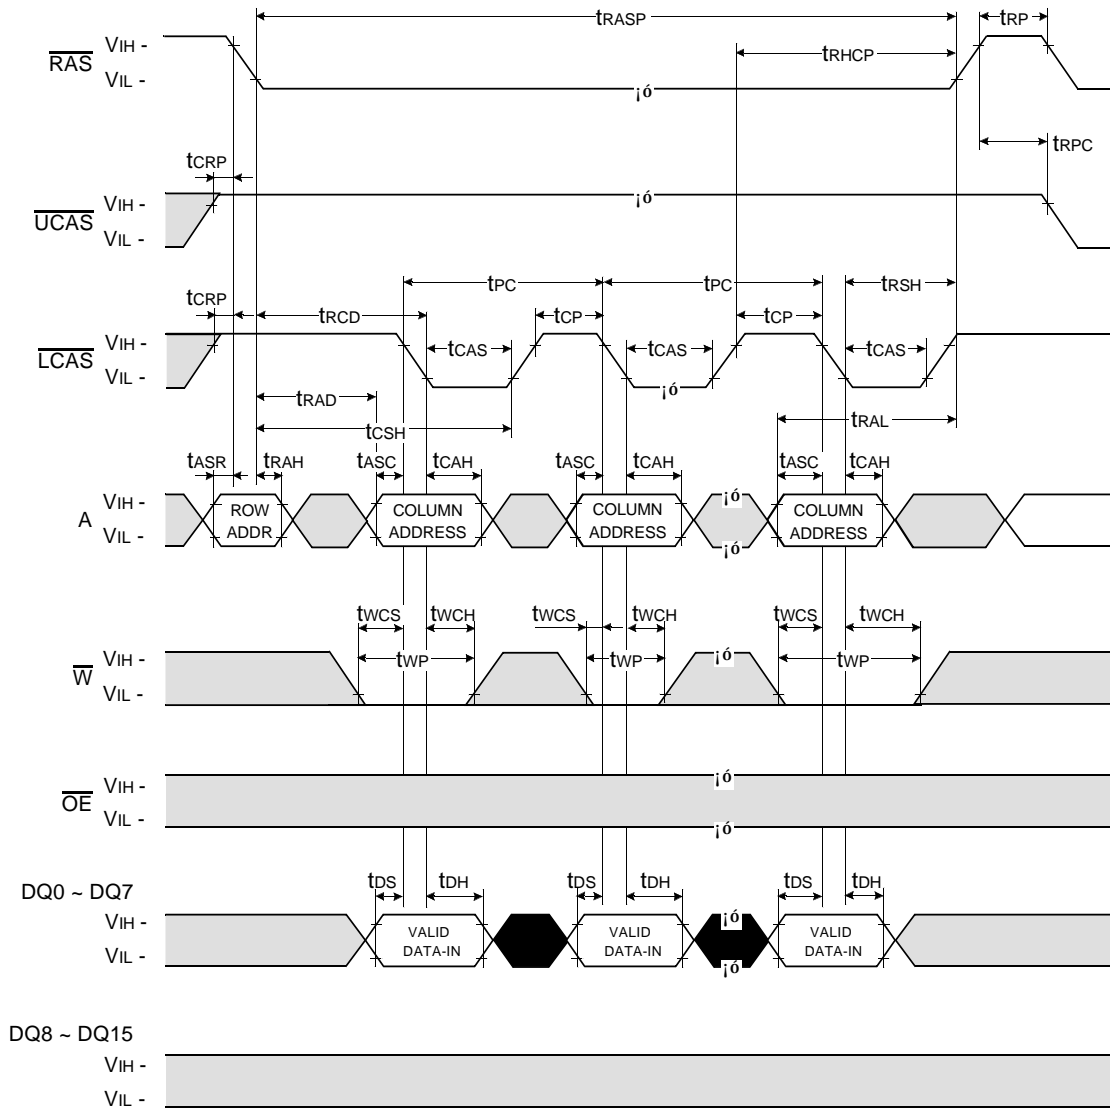 tRASP tRP
RAS VIH -
VIL -
tRHCP
¡ó
tCRP tRPC
UCAS VIH -
VIL -
¡ó
tPC tPC tRSH
tCRP tRCD tCP tCP
LCAS VIH -
VIL -
tCAS tCAS tCAS
¡ó
tRAD tRAL
tCSH
tASR tRAH tASC tCAH tASC tCAH tASC tCAH
A VIH -
VIL -
ROW ADDR
COLUMN ADDRESS
COLUMN ADDRESS
¡ó
¡ó
COLUMN ADDRESS
tWCS tWCH tWCS tWCH tWCS tWCH
tWP tWP tWP
W VIH -
VIL -
¡ó
OE VIH -
VIL -
¡ó
¡ó
DQ0 ~ DQ7
tDS tDH tDS tDH tDS tDH
VIH -
VIL -
VALID DATA-IN
VALID DATA-IN
¡ó
¡ó
VALID DATA-IN
DQ8 ~ DQ15
VIH -
VIL -